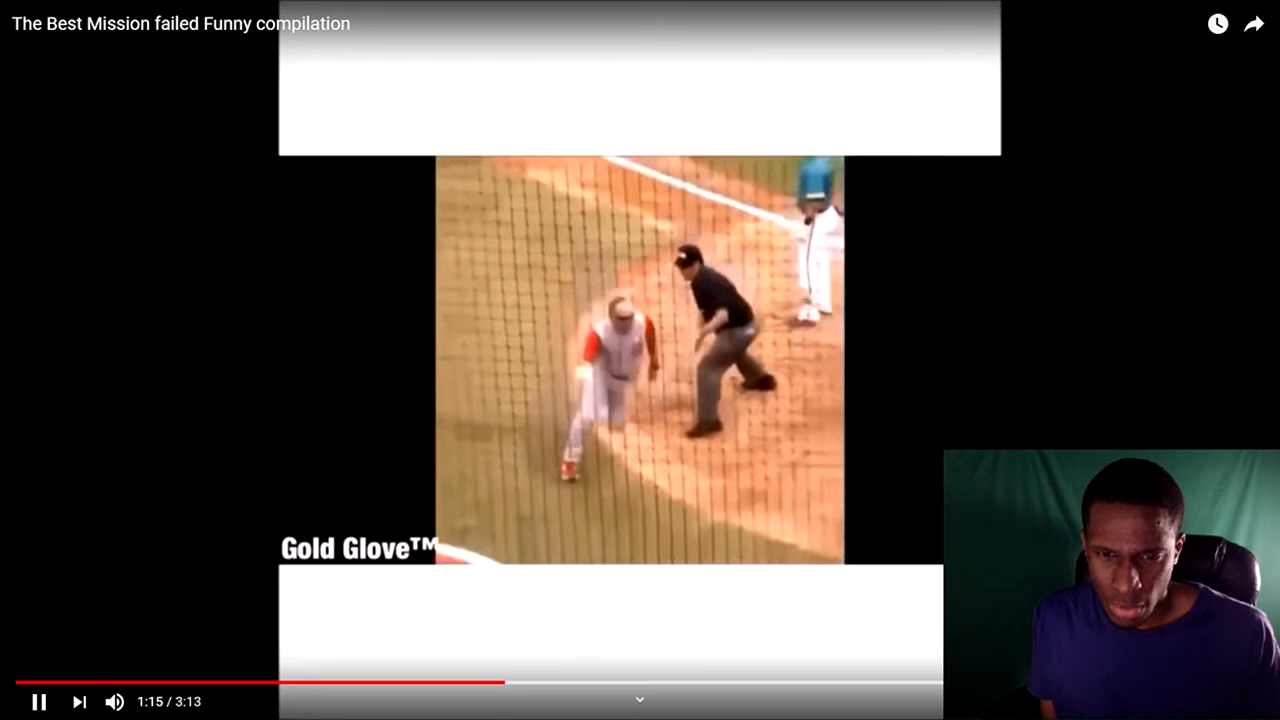 The Best Mission failed Funny compilation
Gold Glove™
1:15 / 3:13